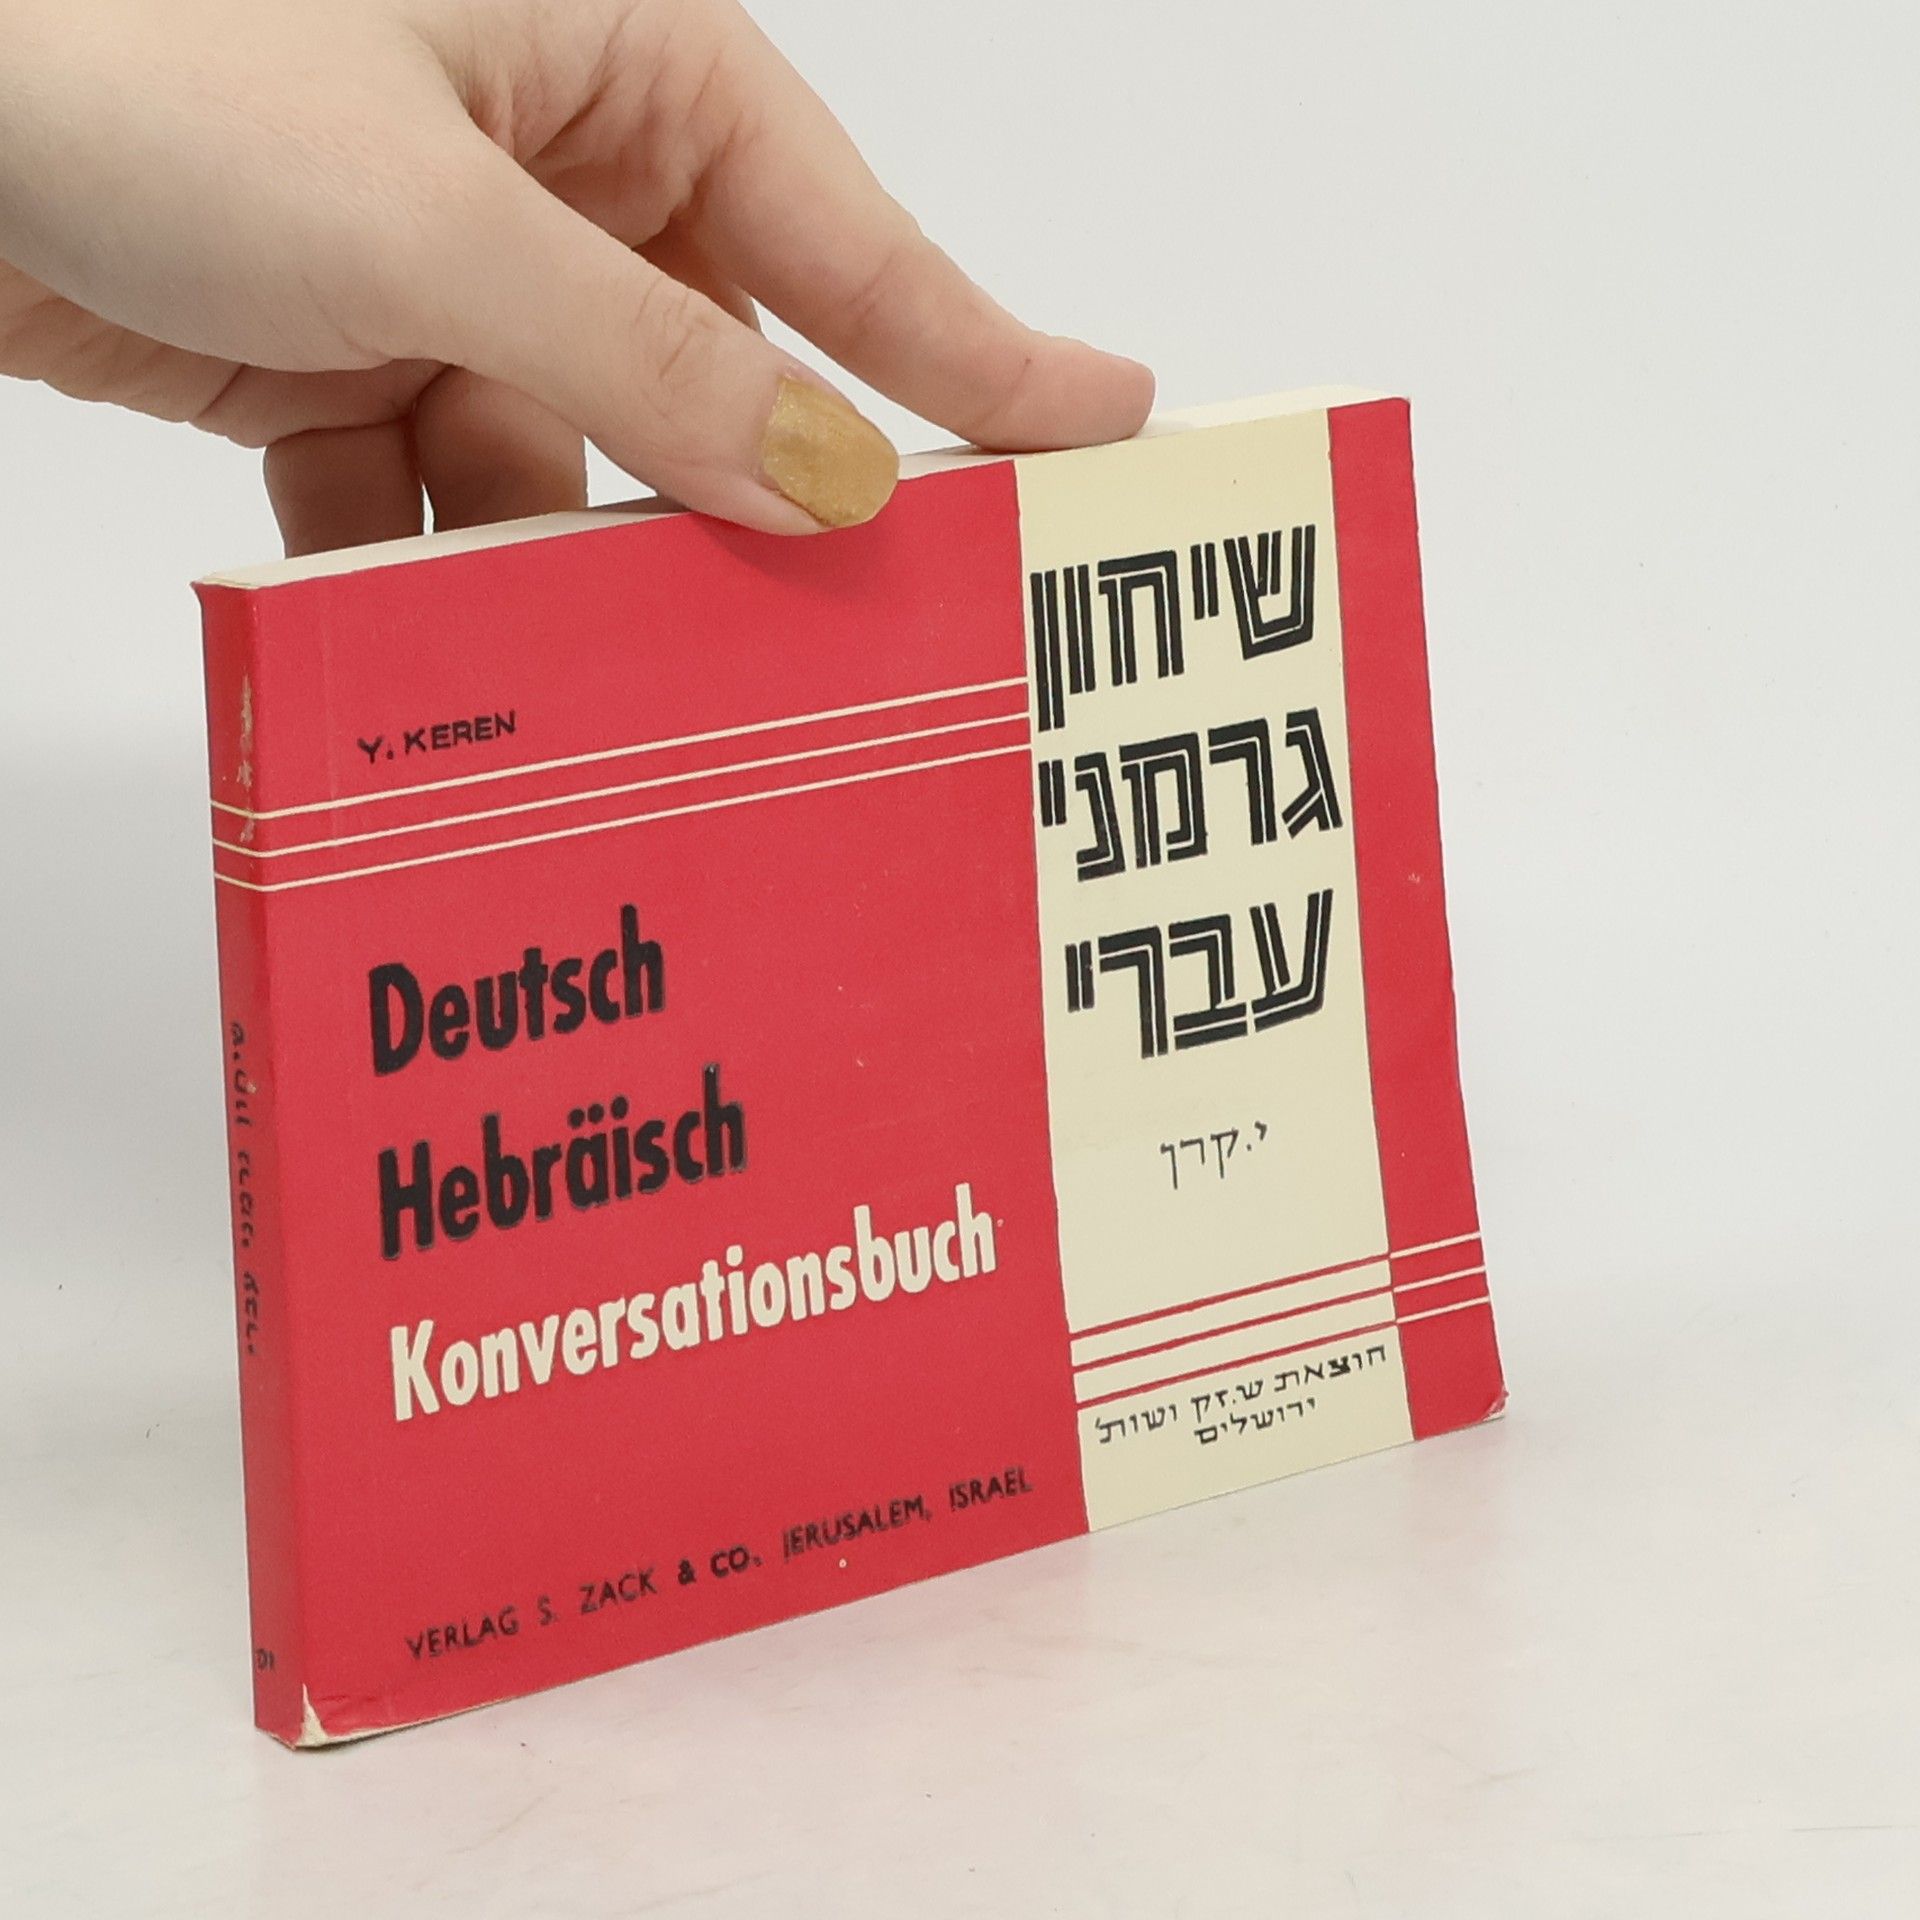 Y. KEREN
Deutsch
Hebräisch
Konversationsbuch
VERLAG S. ZACK & CO. JERUSALEM, ISRAEL
שיחון
גרמני
עברי
י.קרן
הוצאת ש.זק ושות'
ירושלים